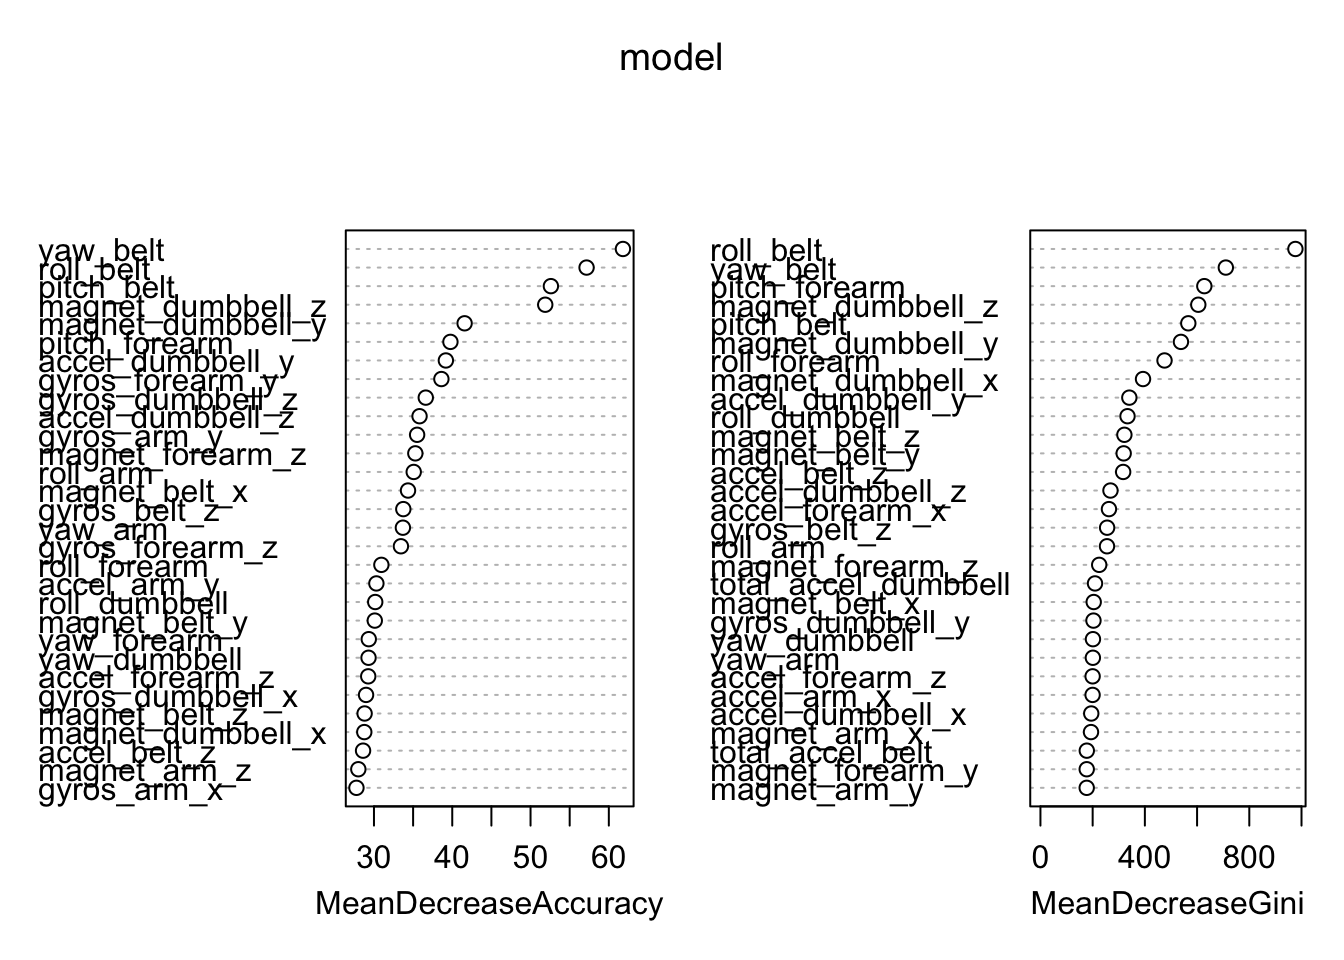 model
yaw_belt
roll_belt
pitch_belt
magnet_dumbbell_z
magnet_dumbbell_y
pitch_forearm
accel_dumbbell_y
gyros_forearm_y
gyros_dumbbell_z
accel_dumbbell_z
gyros_arm_y
magnet_forearm_z
roll_arm
magnet_belt_x
gyros_belt_z
yaw_arm
gyros_forearm_z
roll_forearm
accel_arm_y
roll_dumbbell
magnet_belt_y
yaw_forearm
yaw_dumbbell
accel_forearm_z
gyros_dumbbell_x
magnet_belt_z
magnet_dumbbell_x
accel_belt_z
magnet_arm_z
gyros_arm_x
30 40 50 60
MeanDecreaseAccuracy
roll_belt
yaw_belt
pitch_forearm
magnet_dumbbell_z
pitch_belt
magnet_dumbbell_y
roll_forearm
magnet_dumbbell_x
accel_dumbbell_y
roll_dumbbell
magnet_belt_z
magnet_belt_y
accel_belt_z
accel_dumbbell_z
accel_forearm_x
gyros_belt_z
roll_arm
magnet_forearm_z
total_accel_dumbbell
magnet_belt_x
gyros_dumbbell_y
yaw_dumbbell
yaw_arm
accel_forearm_z
accel_arm_x
accel_dumbbell_x
magnet_arm_x
total_accel_belt
magnet_forearm_y
magnet_arm_y
0 400 800
MeanDecreaseGini